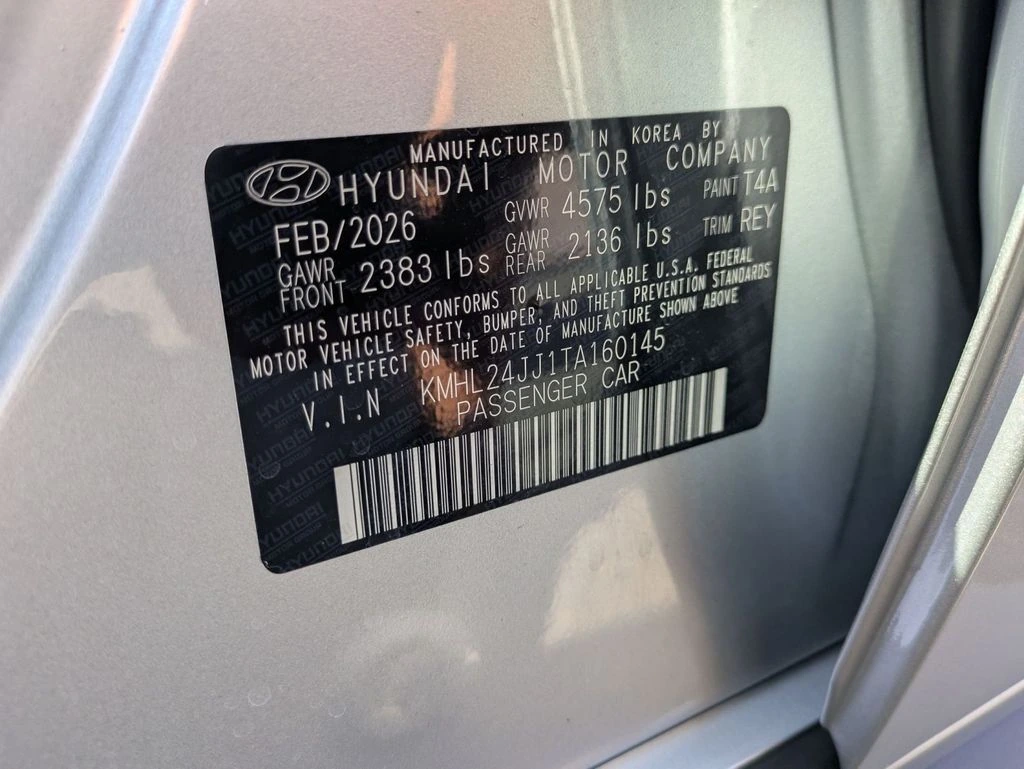 MANUFACTURED IN KOREA BY
HYUNDAI MOTOR COMPANY
FEB/2026 GVWR 4575 lbs PAINT T4A
GAWR FRONT 2383 lbs GAWR REAR 2136 lbs TRIM REY
THIS VEHICLE CONFORMS TO ALL APPLICABLE U.S.A. FEDERAL
MOTOR VEHICLE SAFETY, BUMPER, AND THEFT PREVENTION STANDARDS
IN EFFECT ON THE DATE OF MANUFACTURE SHOWN ABOVE
V.I.N KMHL24JJ1TA160145
PASSENGER CAR